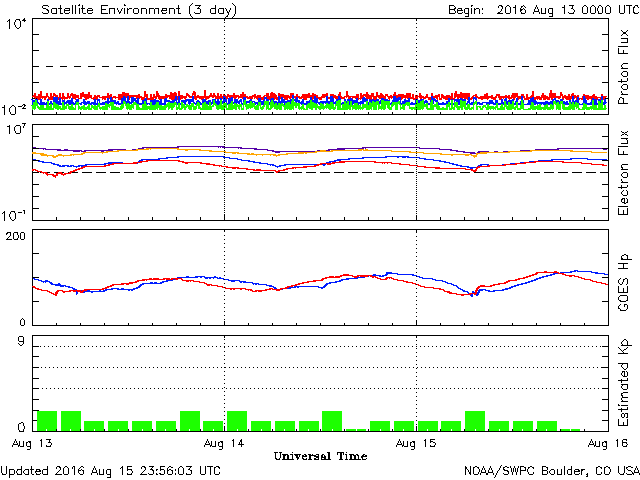 Satellite Environment (3 day) Begin: 2016 Aug 13 0000 UTC
10⁴
10⁻²
Proton Flux
10⁷
10⁻¹
Electron Flux
200
0
GOES Hp
9
0
Estimated Kp
Aug 13 Aug 14 Aug 15 Aug 16
Universal Time
Updated 2016 Aug 15 23:56:03 UTC NOAA/SWPC Boulder, CO USA